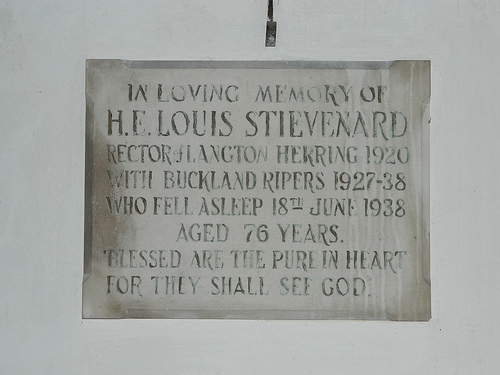 IN LOVING MEMORY OF
H.E. LOUIS STIEVENARD
RECTOR of LANGTON HERRING 1920
WITH BUCKLAND RIPERS 1927-38
WHO FELL ASLEEP 18TH JUNE 1938
AGED 76 YEARS.
BLESSED ARE THE PURE IN HEART
FOR THEY SHALL SEE GOD.